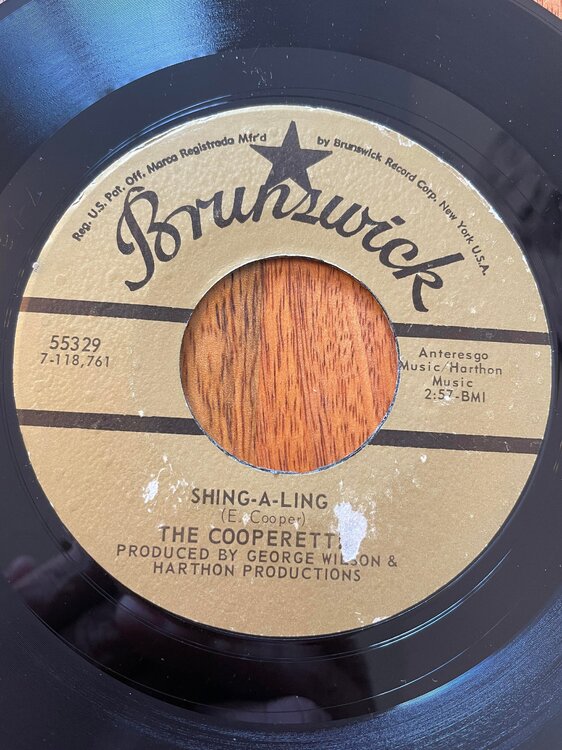 Reg. U.S. Pat. Off. Marca Registrada Mfr'd by Brunswick Record Corp. New York U.S.A.
Brunswick
55329
7-118,761
Anteresgo
Music/Harthon
Music
2:57-BMI
SHING-A-LING
(E. Cooper)
THE
PRODUCED BY GEORGE WILSON &
HARTHON PRODUCTIONS